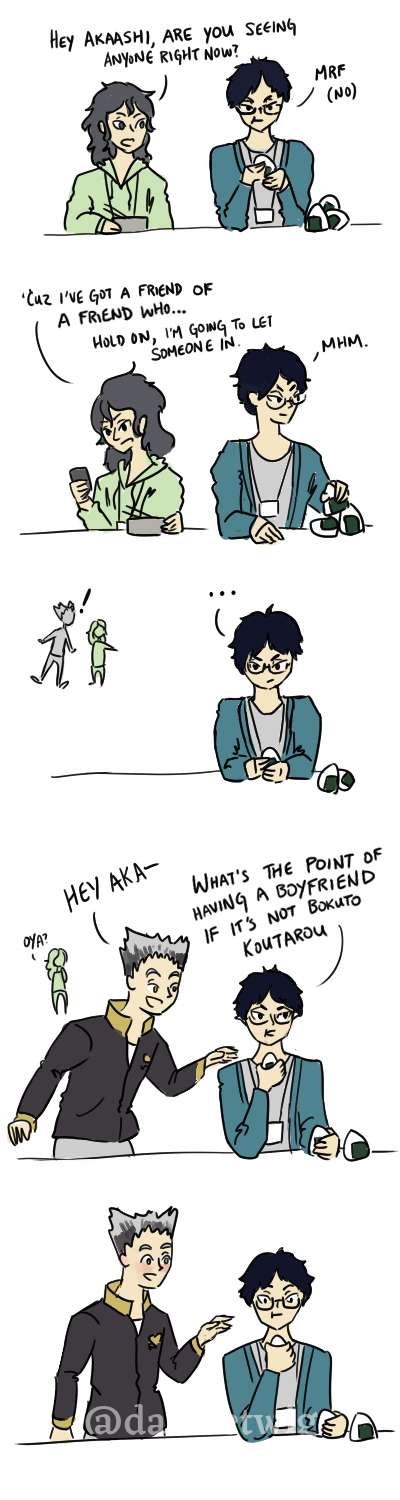 HEY AKAASHI, ARE YOU SEEING
ANYONE RIGHT NOW?
MRF
(NO)
'CUZ I'VE GOT A FRIEND OF
A FRIEND WHO...
HOLD ON, I'M GOING TO LET
SOMEONE IN.
MHM.
!
...
HEY AKA—
OYA?
WHAT'S THE POINT OF
HAVING A BOYFRIEND
IF IT'S NOT BOKUTO
KOUTAROU